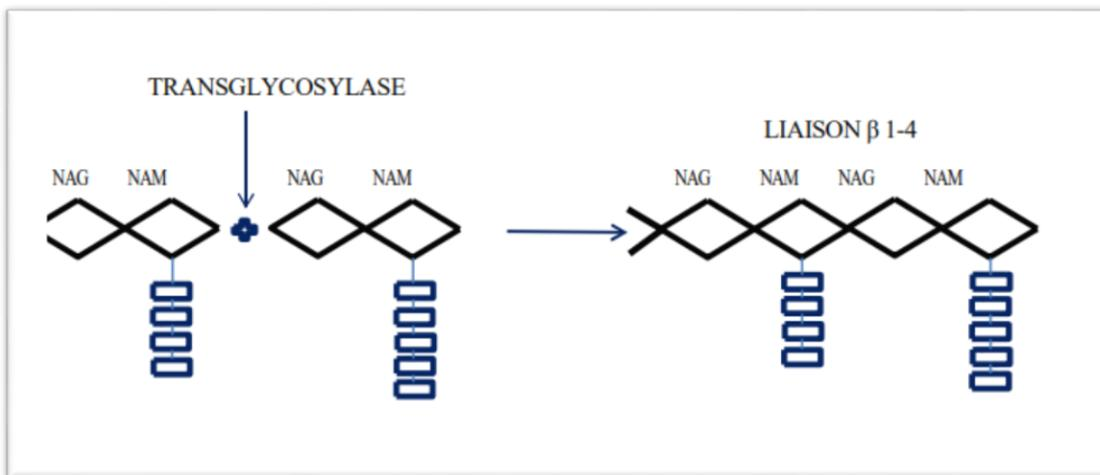 TRANSGLYCOSYLASE
LIAISON β 1-4
NAG NAM NAG NAM NAG NAM NAG NAM